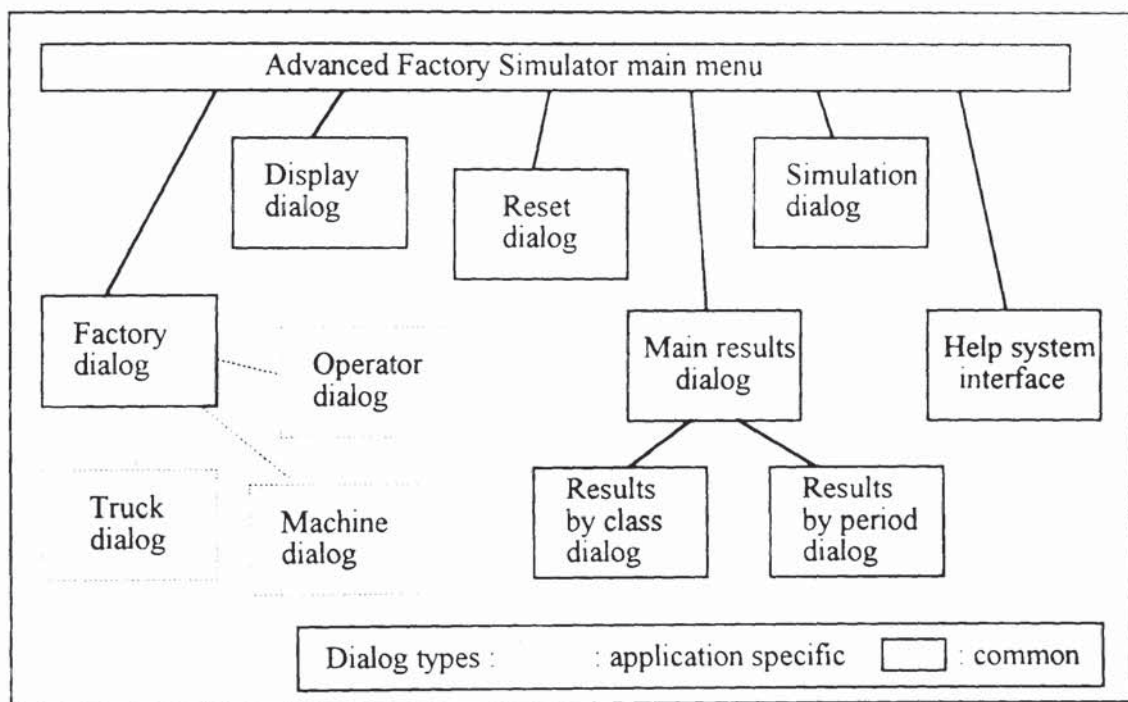 Advanced Factory Simulator main menu
Display
dialog
Reset
dialog
Simulation
dialog
Factory
dialog
Operator
dialog
Main results
dialog
Help system
interface
Truck
dialog
Machine
dialog
Results
by class
dialog
Results
by period
dialog
Dialog types : : application specific : common